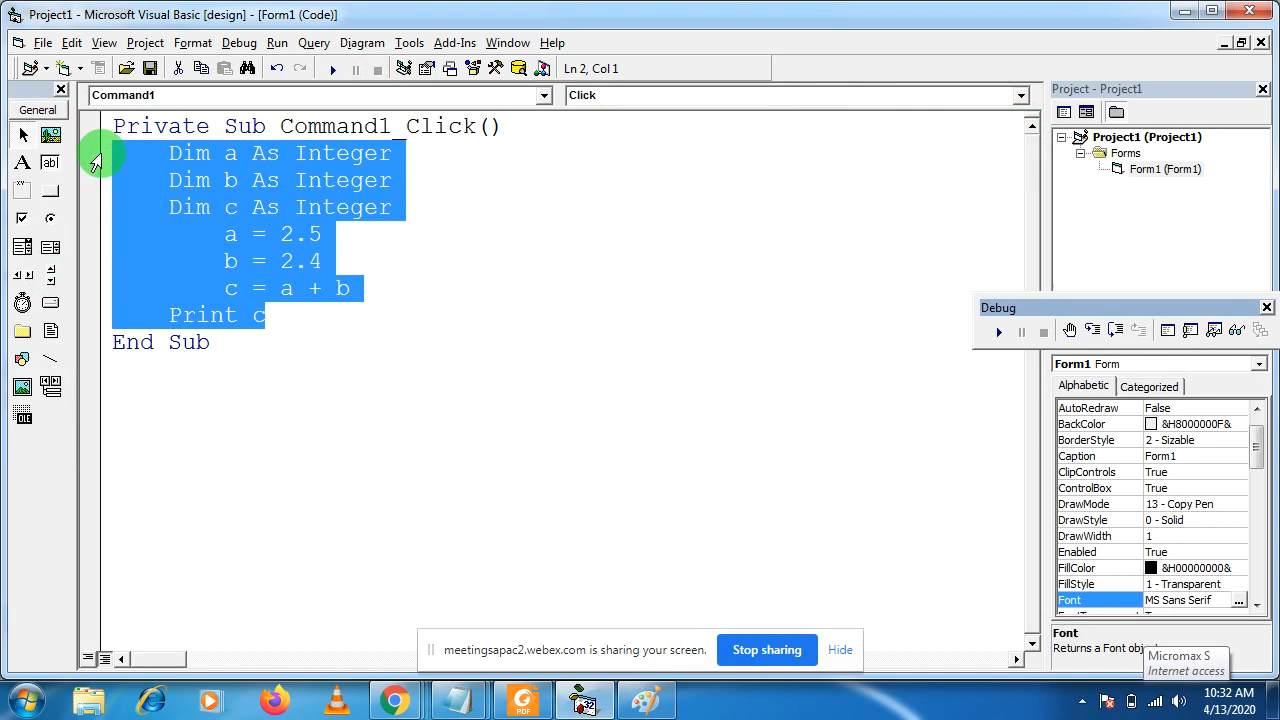 Project1 - Microsoft Visual Basic [design] - [Form1 (Code)]
File Edit View Project Format Debug Run Query Diagram Tools Add-Ins Window Help
Ln 2, Col 1
General
Command1
Click
Private Sub Command1_Click()
Dim a As Integer
Dim b As Integer
Dim c As Integer
a = 2.5
b = 2.4
c = a + b
Print c
End Sub
Project - Project1
Project1 (Project1)
Forms
Form1 (Form1)
Debug
Form1 Form
Alphabetic Categorized
AutoRedraw False
BackColor &H8000000F&
BorderStyle 2 - Sizable
Caption Form1
ClipControls True
ControlBox True
DrawMode 13 - Copy Pen
DrawStyle 0 - Solid
DrawWidth 1
Enabled True
FillColor &H00000000&
FillStyle 1 - Transparent
Font MS Sans Serif ...
Font
Returns a Font
Micromax S
Internet access
meetingsapac2.webex.com is sharing your screen. Stop sharing Hide
PDF
32
10:32 AM
4/13/2020